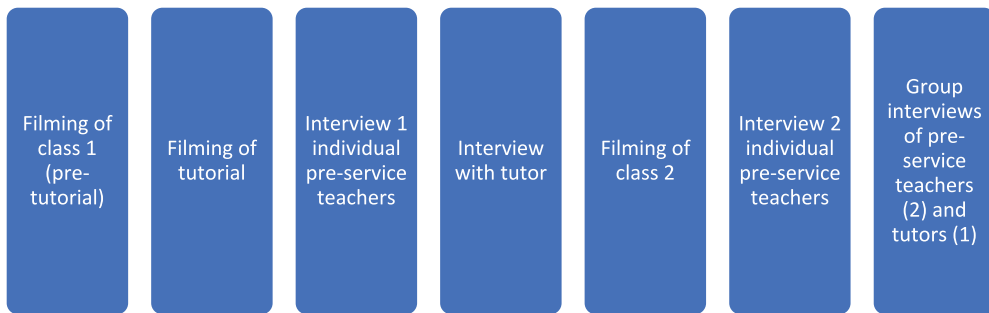 Filming of
class 1
(pre-
tutorial)
Filming of
tutorial
Interview 1
individual
pre-service
teachers
Interview
with tutor
Filming of
class 2
Interview 2
individual
pre-service
teachers
Group
interviews
of pre-
service
teachers
(2) and
tutors (1)